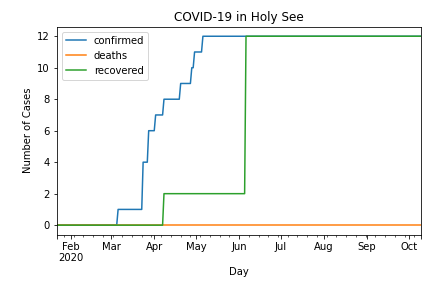 COVID-19 in Holy See
confirmed
deaths
recovered
Number of Cases
12
10
8
6
4
2
0
Feb Mar Apr May Jun Jul Aug Sep Oct
2020
Day